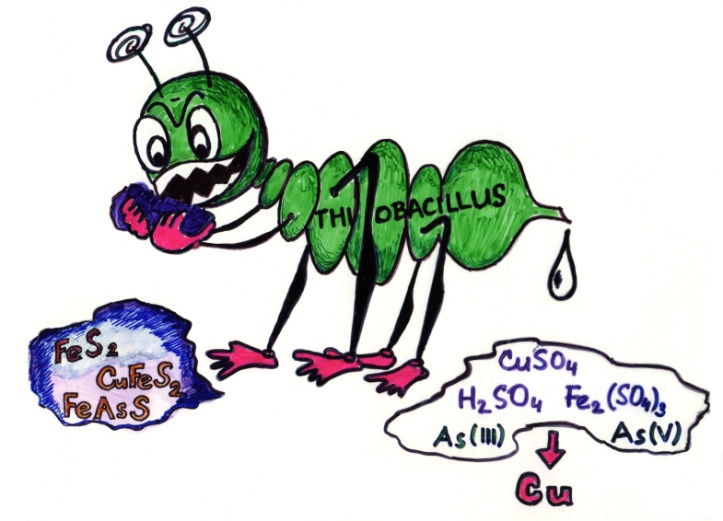 THIOBACILLUS
FeS₂
CuFeS₂
FeAsS
CuSO₄
H₂SO₄ Fe₂(SO₄)₃
As(III) As(V)
Cu